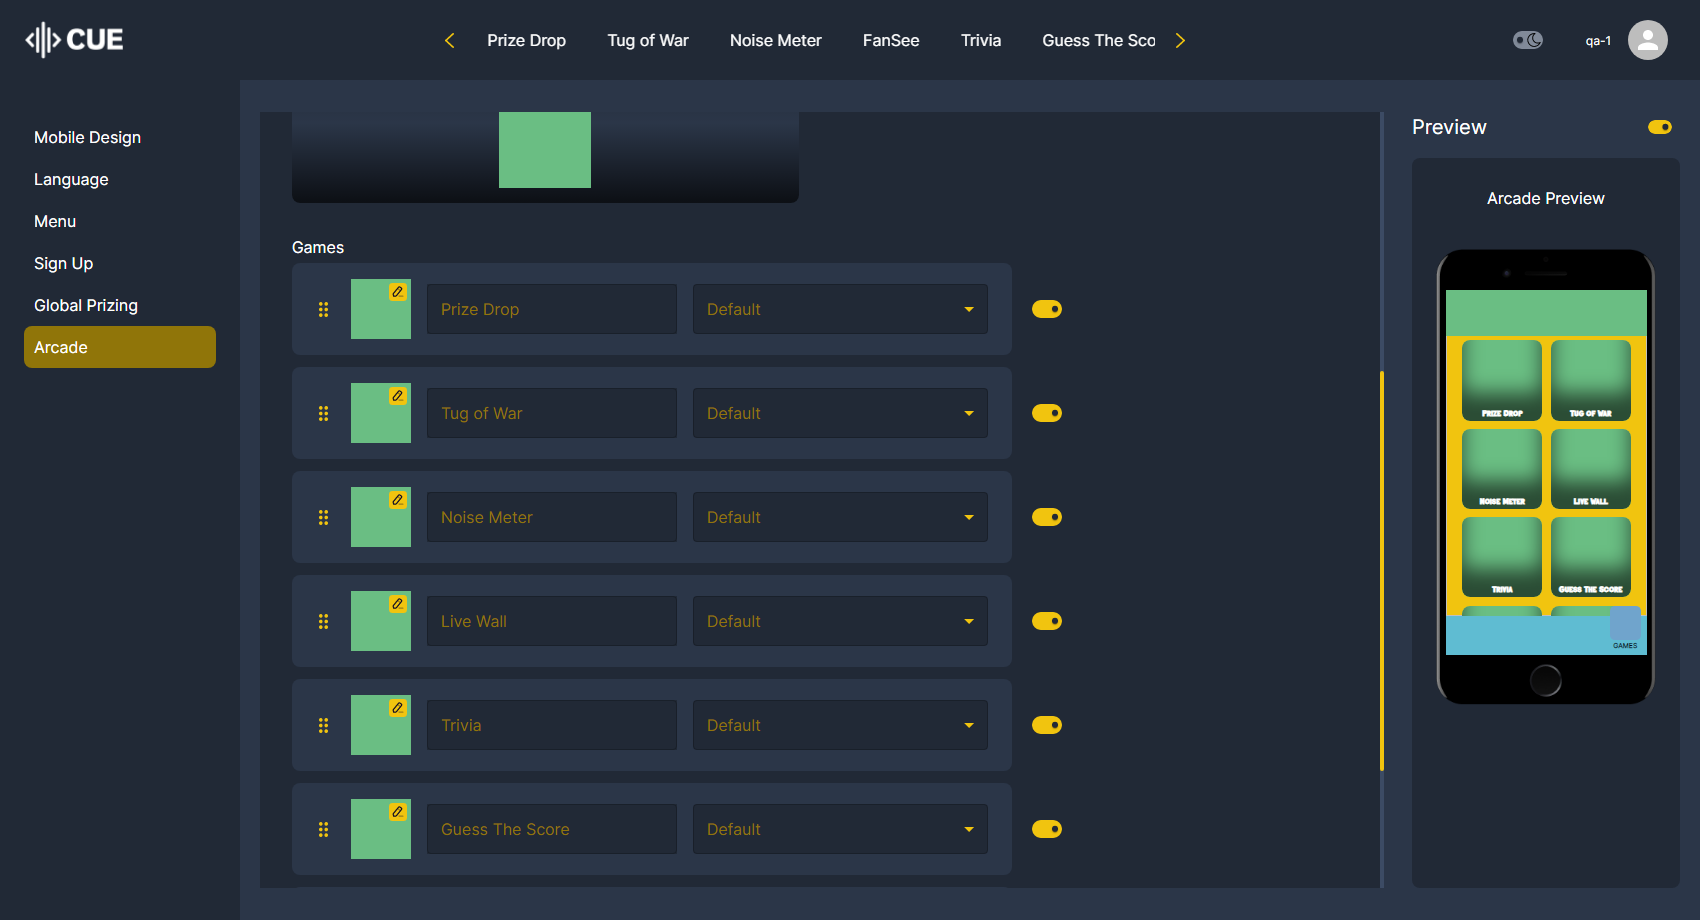 CUE
Prize Drop
Tug of War
Noise Meter
FanSee
Trivia
Guess The Sco
qa-1
Mobile Design
Language
Menu
Sign Up
Global Prizing
Arcade
Games
Prize Drop
Default
Tug of War
Default
Noise Meter
Default
Live Wall
Default
Trivia
Default
Guess The Score
Default
Preview
Arcade Preview
Prize Drop
Tug of War
Noise Meter
Live Wall
Trivia
Guess The Score
GAMES